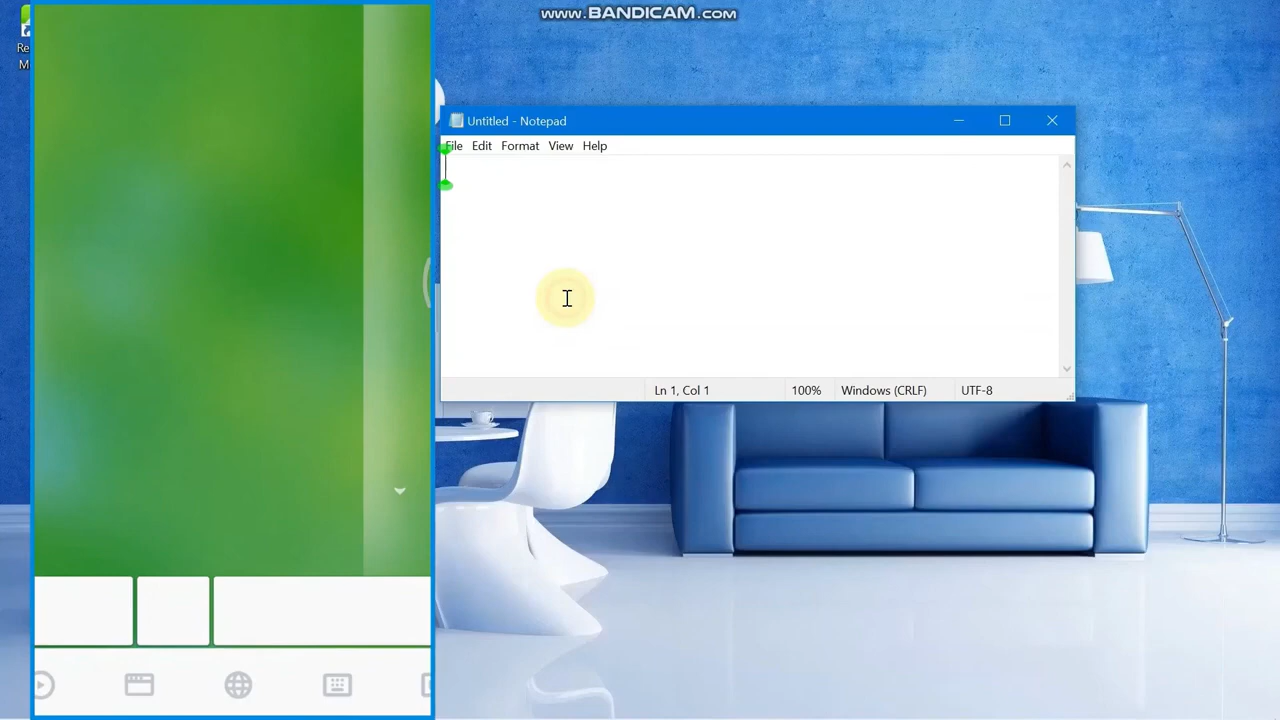 www.BANDICAM.com
Re
M
Untitled - Notepad
File Edit Format View Help
Ln 1, Col 1 100% Windows (CRLF) UTF-8